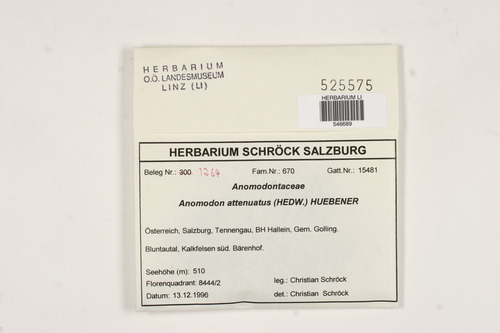 HERBARIUM
O.Ö. LANDESMUSEUM
LINZ (LI)
525575
HERBARIUM LI
546689
HERBARIUM SCHRÖCK SALZBURG
Beleg Nr.: 300 1264 Fam.Nr.: 670 Gatt.Nr.: 15481
Anomodontaceae
Anomodon attenuatus (HEDW.) HUEBENER
Österreich, Salzburg, Tennengau, BH Hallein, Gem. Golling.
Bluntautal, Kalkfelsen süd. Bärenhof.
Seehöhe (m): 510
Florenquadrant: 8444/2 leg.: Christian Schröck
Datum: 13.12.1996 det.: Christian Schröck